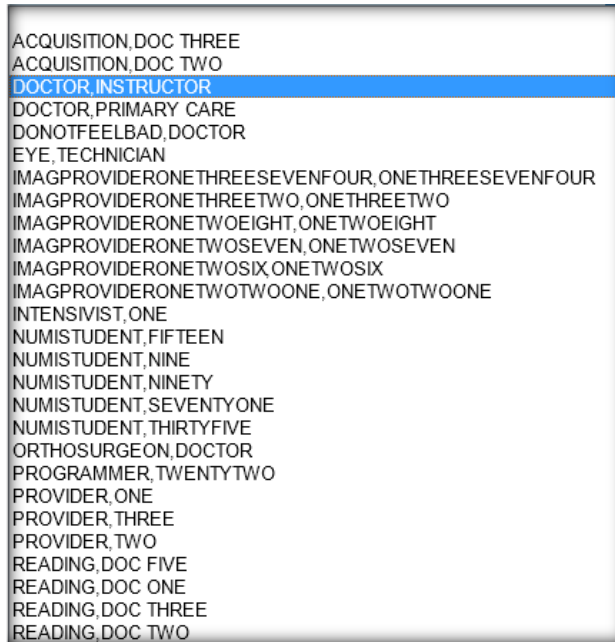 ACQUISITION,DOC THREE
ACQUISITION,DOC TWO
DOCTOR,INSTRUCTOR
DOCTOR,PRIMARY CARE
DONOTFEELBAD,DOCTOR
EYE,TECHNICIAN
IMAGPROVIDERONETHREESEVENFOUR,ONETHREESEVENFOUR
IMAGPROVIDERONETHREETWO,ONETHREETWO
IMAGPROVIDERONETWOEIGHT,ONETWOEIGHT
IMAGPROVIDERONETWOSEVEN,ONETWOSEVEN
IMAGPROVIDERONETWOSIX,ONETWOSIX
IMAGPROVIDERONETWOTWOONE,ONETWOTWOONE
INTENSIVIST,ONE
NUMISTUDENT,FIFTEEN
NUMISTUDENT,NINE
NUMISTUDENT,NINETY
NUMISTUDENT,SEVENTYONE
NUMISTUDENT,THIRTYFIVE
ORTHOSURGEON,DOCTOR
PROGRAMMER,TWENTYTWO
PROVIDER,ONE
PROVIDER,THREE
PROVIDER,TWO
READING,DOC FIVE
READING,DOC ONE
READING,DOC THREE
READING,DOC TWO